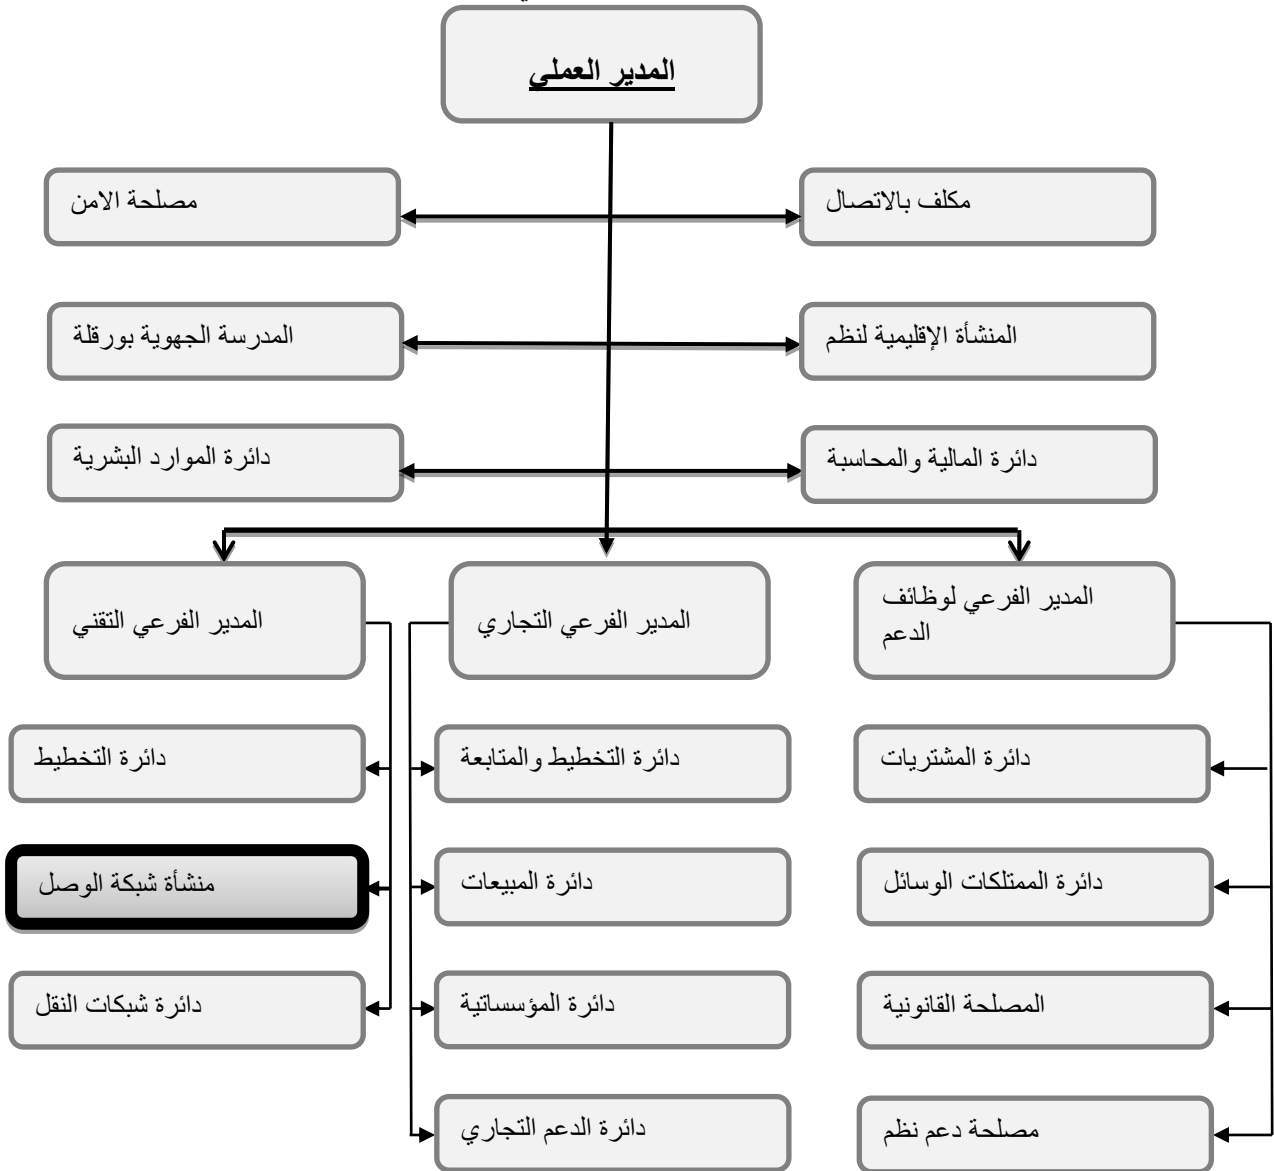 المدير العملي
مكلف بالاتصال
مصلحة الامن
المنشأة الإقليمية لنظم
المدرسة الجهوية بورقلة
دائرة المالية والمحاسبة
دائرة الموارد البشرية
المدير الفرعي لوظائف
الدعم
المدير الفرعي التجاري
المدير الفرعي التقني
دائرة المشتريات
دائرة التخطيط والمتابعة
دائرة التخطيط
دائرة الممتلكات الوسائل
دائرة المبيعات
منشأة شبكة الوصل
المصلحة القانونية
دائرة المؤسساتية
دائرة شبكات النقل
مصلحة دعم نظم
دائرة الدعم التجاري